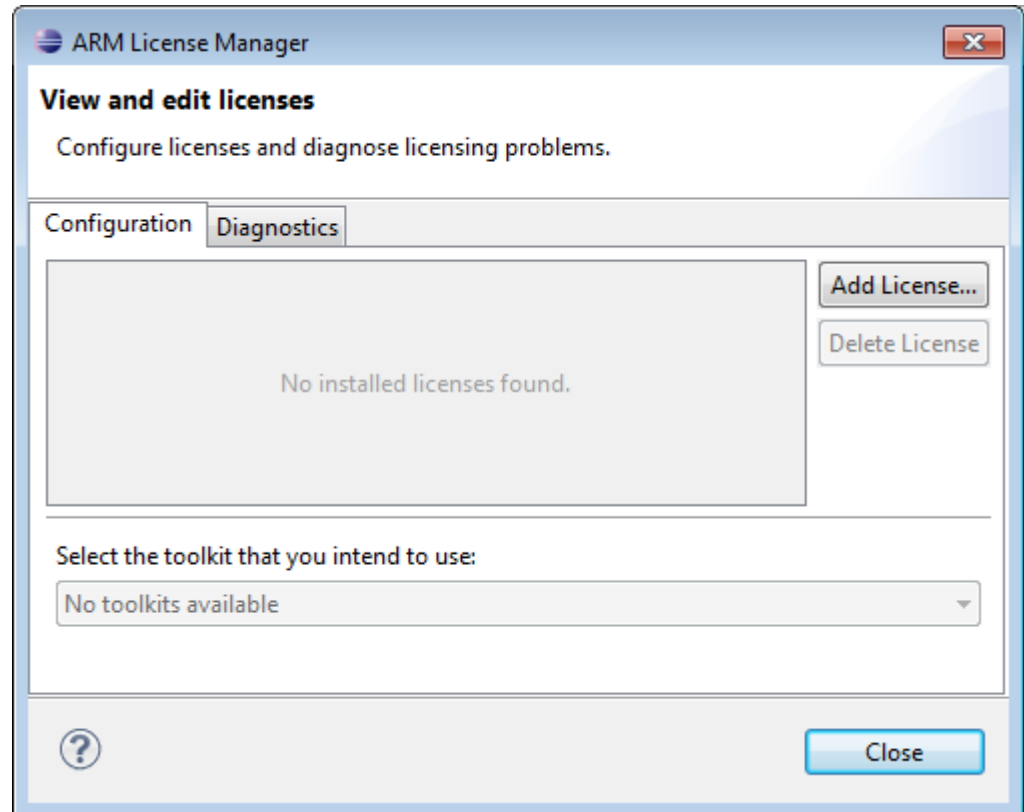 ARM License Manager
View and edit licenses
Configure licenses and diagnose licensing problems.
Configuration
Diagnostics
Add License...
Delete License
No installed licenses found.
Select the toolkit that you intend to use:
No toolkits available
?
Close